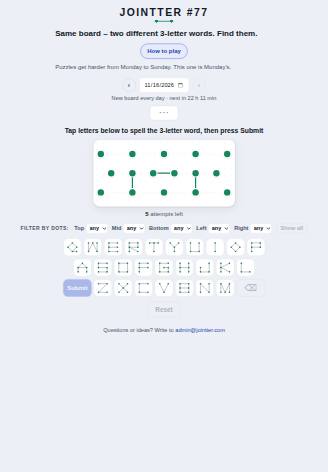 JOINTTER #77
Same board – two different 3-letter words. Find them.
How to play
Puzzles get harder from Monday to Sunday. This one is Monday's.
‹ 11/16/2026 ›
New board every day · next in 22 h 11 min
···
Tap letters below to spell the 3-letter word, then press Submit
5 attempts left
FILTER BY DOTS: Top any Mid any Bottom any Left any Right any Show all
Submit
Reset
Questions or ideas? Write to admin@jointter.com